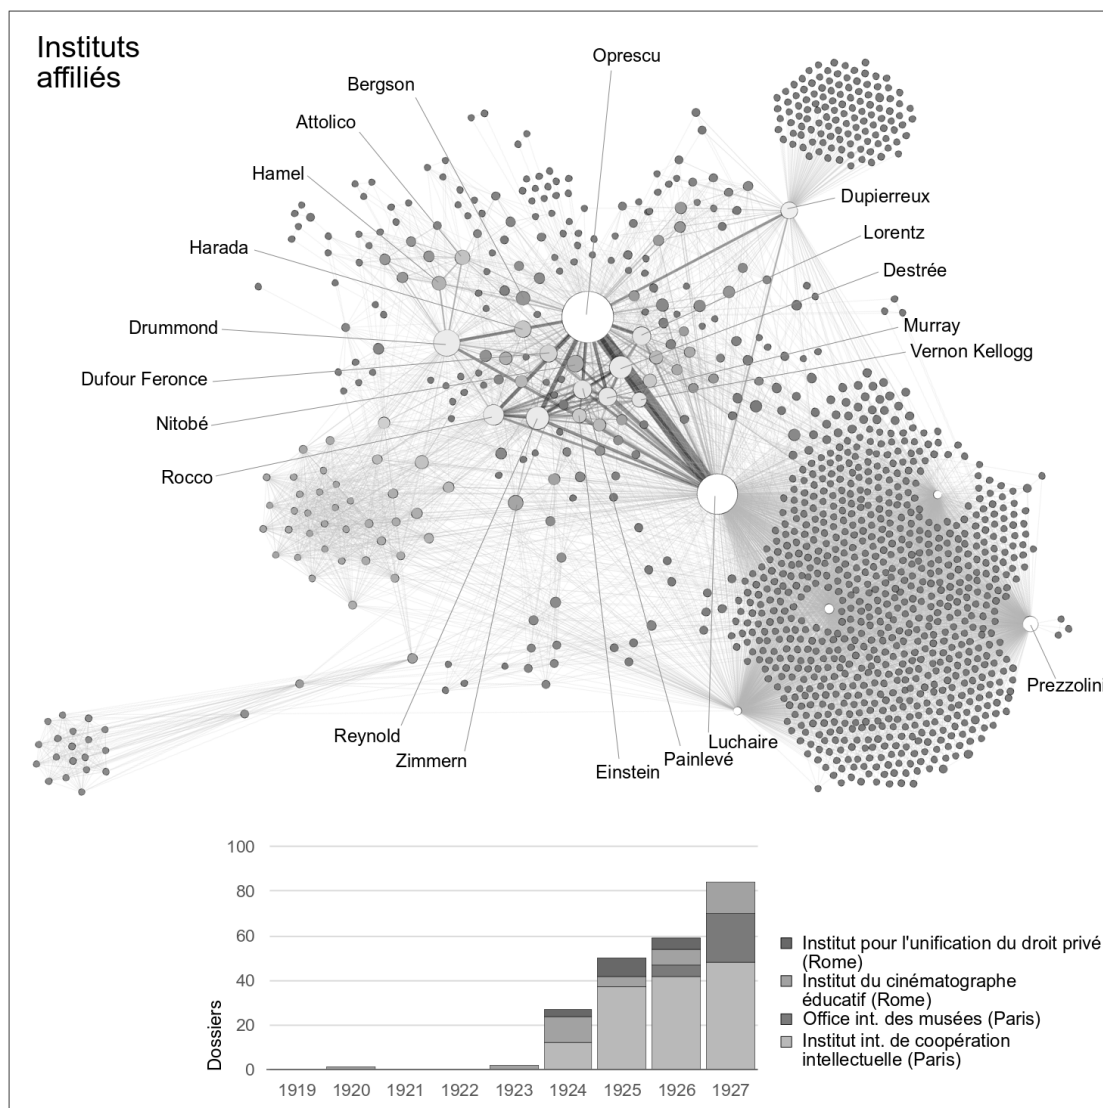 Instituts
affiliés
Oprescu
Bergson
Attolico
Hamel
Dupierreux
Lorentz
Harada
Destrée
Drummond
Murray
Vernon Kellogg
Dufour Feronce
Nitobé
Rocco
Prezzolini
Reynold
Luchaire
Zimmern
Painlevé
Einstein
100
80
60
40
20
0
Dossiers
1919 1920 1921 1922 1923 1924 1925 1926 1927
Institut pour l'unification du droit privé
(Rome)
Institut du cinématographe
éducatif (Rome)
Office int. des musées (Paris)
Institut int. de coopération
intellectuelle (Paris)